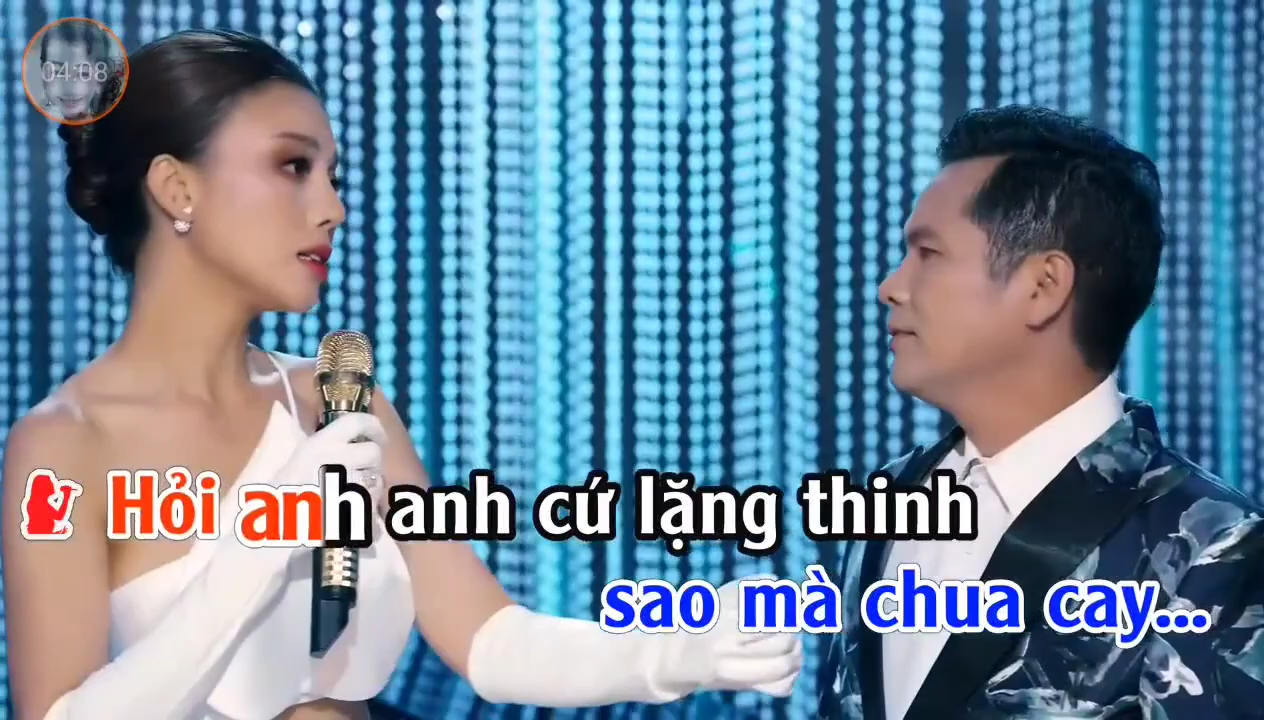 04:08
Hỏi anh anh cứ lặng thinh
sao mà chua cay...